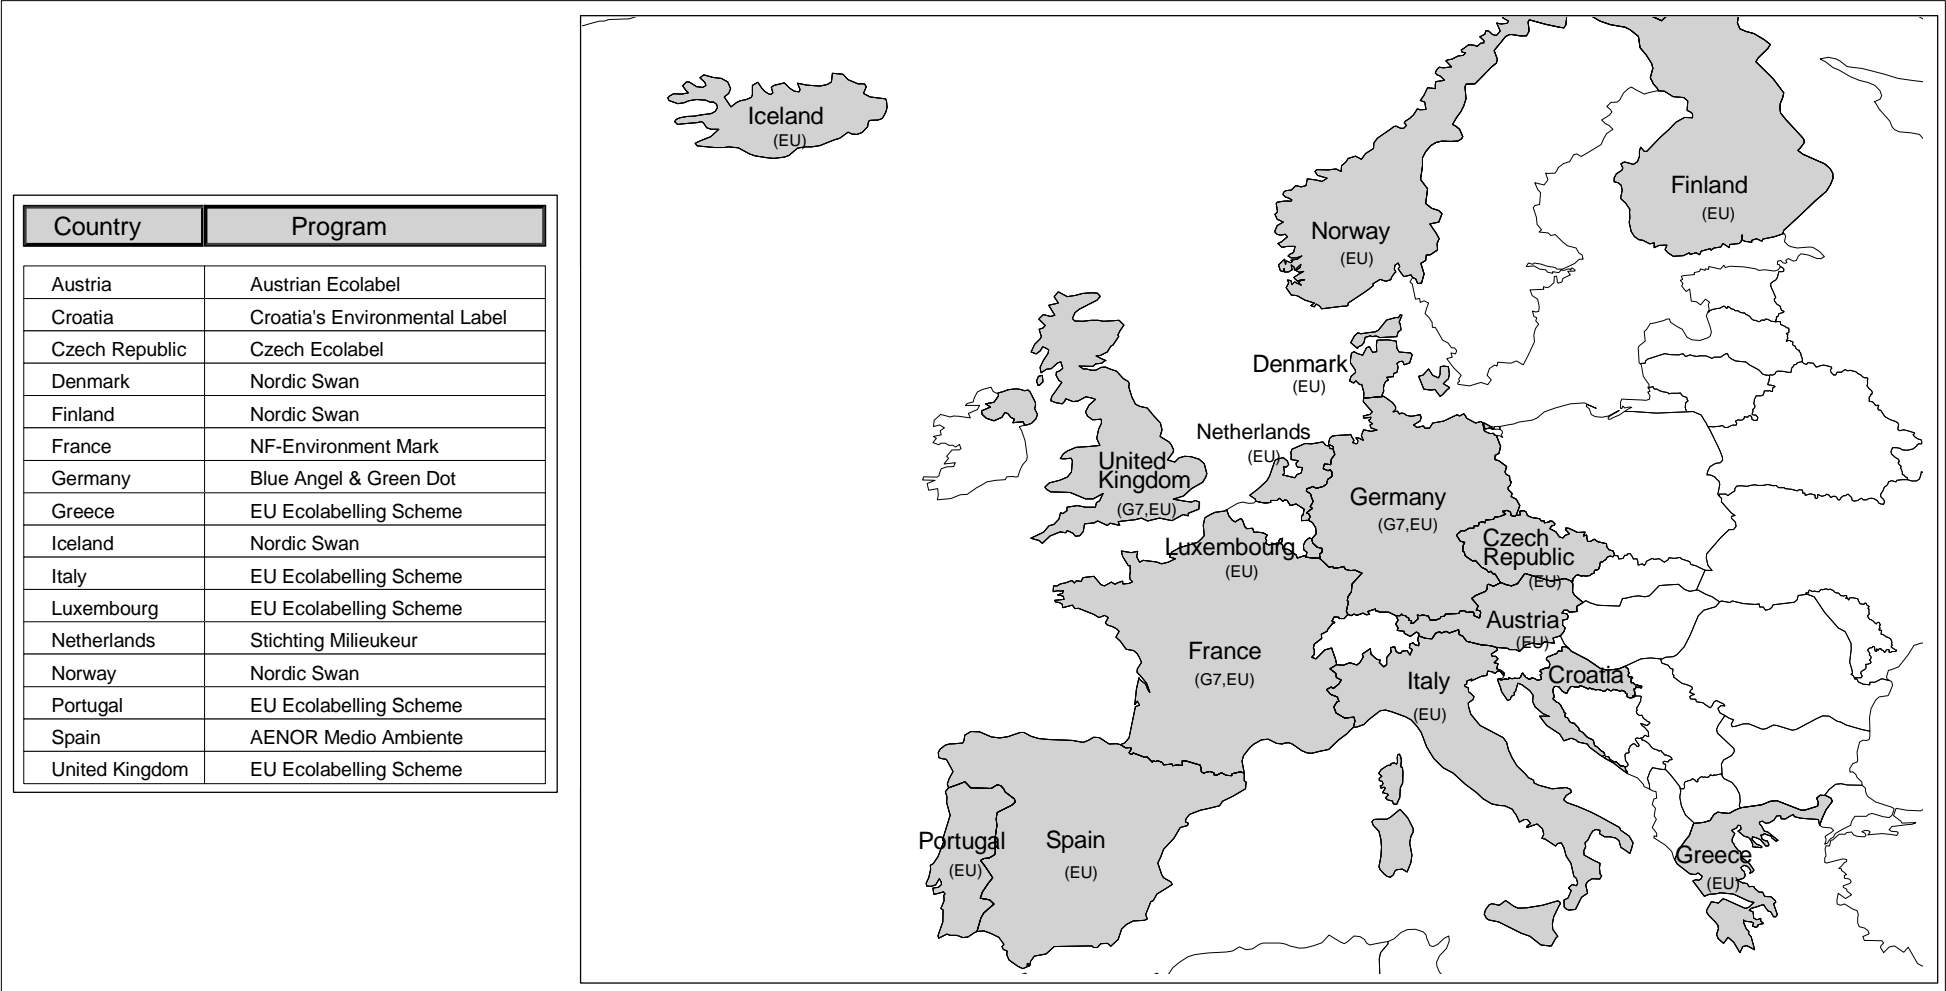 Country Program
Austria Austrian Ecolabel
Croatia Croatia's Environmental Label
Czech Republic Czech Ecolabel
Denmark Nordic Swan
Finland Nordic Swan
France NF-Environment Mark
Germany Blue Angel & Green Dot
Greece EU Ecolabelling Scheme
Iceland Nordic Swan
Italy EU Ecolabelling Scheme
Luxembourg EU Ecolabelling Scheme
Netherlands Stichting Milieukeur
Norway Nordic Swan
Portugal EU Ecolabelling Scheme
Spain AENOR Medio Ambiente
United Kingdom EU Ecolabelling Scheme
Iceland
(EU)
Finland
(EU)
Norway
(EU)
Denmark
(EU)
Netherlands
(EU)
United
Kingdom
(G7,EU)
Germany
(G7,EU)
Czech
Republic
(EU)
Luxembourg
(EU)
Austria
(EU)
France
(G7,EU)
Croatia
Italy
(EU)
Portugal
(EU)
Spain
(EU)
Greece
(EU)